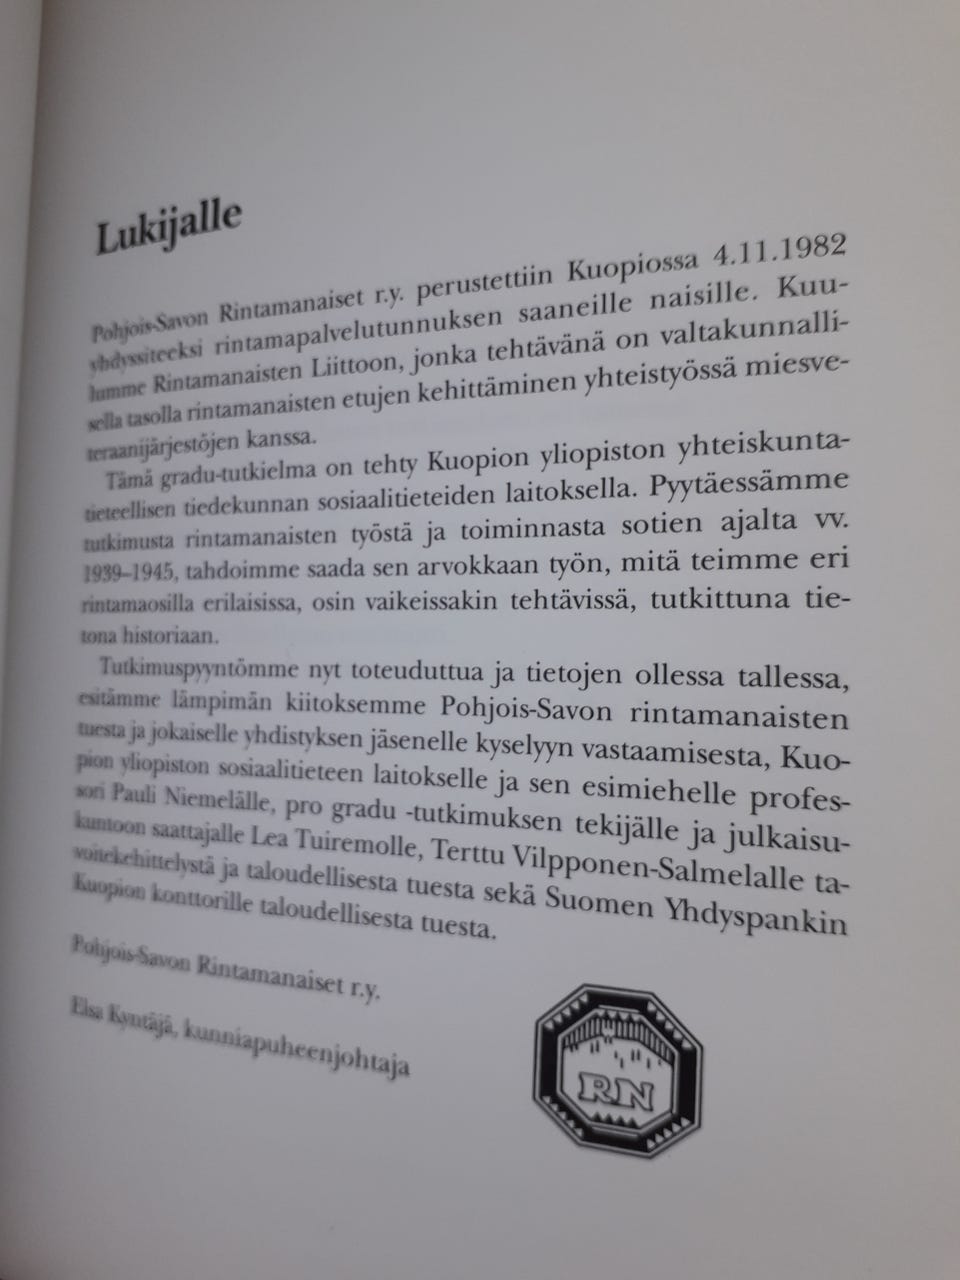 Lukijalle
Pohjois-Savon Rintamanaiset r.y. perustettiin Kuopiossa 4.11.1982
yhdyssiteeksi rintamapalvelutunnuksen saaneille naisille. Kuu-
lumme Rintamanaisten Liittoon, jonka tehtävänä on valtakunnalli-
sella tasolla rintamanaisten etujen kehittäminen yhteistyössä miesve-
teraanijärjestöjen kanssa.
Tämä gradu-tutkielma on tehty Kuopion yliopiston yhteiskunta-
tieteellisen tiedekunnan sosiaalitieteiden laitoksella. Pyytäessämme
tutkimusta rintamanaisten työstä ja toiminnasta sotien ajalta vv.
1939–1945, tahdoimme saada sen arvokkaan työn, mitä teimme eri
rintamaosilla erilaisissa, osin vaikeissakin tehtävissä, tutkittuna tie-
tona historiaan.
Tutkimuspyyntömme nyt toteuduttua ja tietojen ollessa tallessa,
esitämme lämpimän kiitoksemme Pohjois-Savon rintamanaisten
tuesta ja jokaiselle yhdistyksen jäsenelle kyselyyn vastaamisesta, Kuo-
pion yliopiston sosiaalitieteen laitokselle ja sen esimiehelle profes-
sori Pauli Niemelälle, pro gradu -tutkimuksen tekijälle ja julkaisu-
kuntoon saattajalle Lea Tuiremolle, Terttu Vilpponen-Salmelalle ta-
voitekehittelystä ja taloudellisesta tuesta sekä Suomen Yhdyspankin
Kuopion konttorille taloudellisesta tuesta.
Pohjois-Savon Rintamanaiset r.y.
Elsa Kyntäjä, kunniapuheenjohtaja
RN